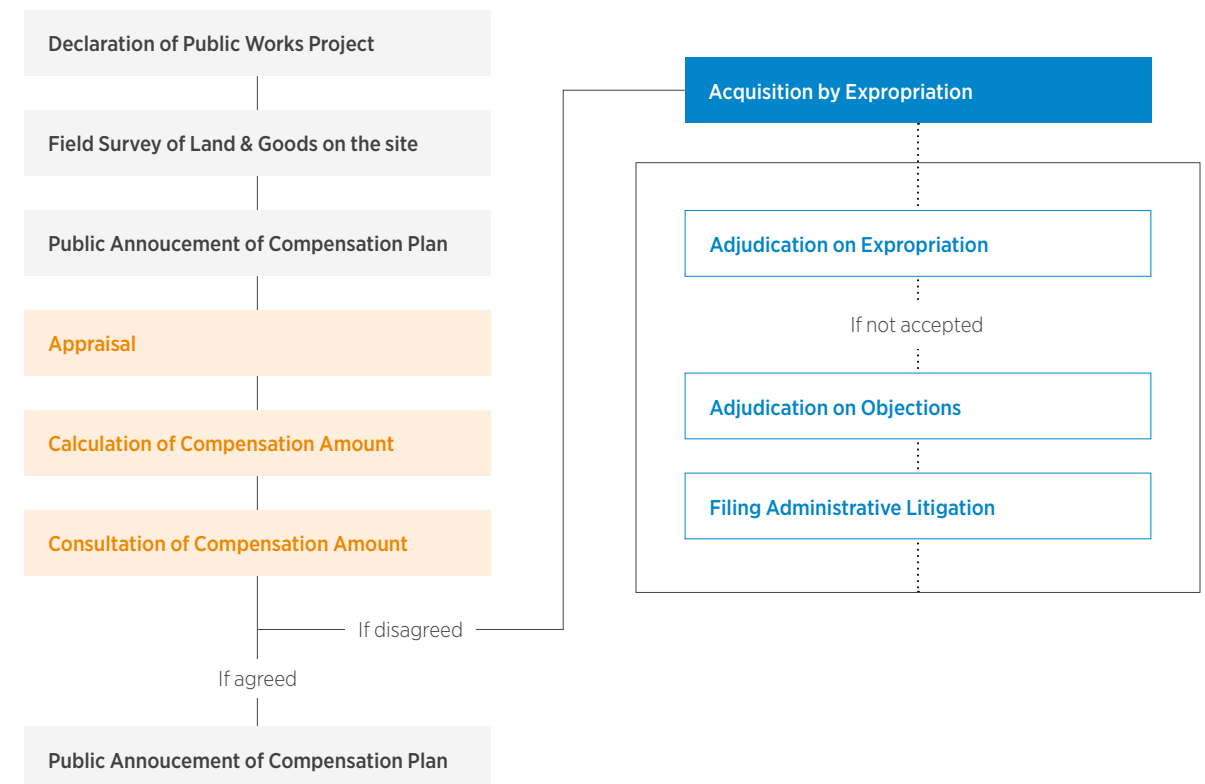 Declaration of Public Works Project
Field Survey of Land & Goods on the site
Public Annoucement of Compensation Plan
Appraisal
Calculation of Compensation Amount
Consultation of Compensation Amount
If disagreed
If agreed
Public Annoucement of Compensation Plan
Acquisition by Expropriation
Adjudication on Expropriation
If not accepted
Adjudication on Objections
Filing Administrative Litigation